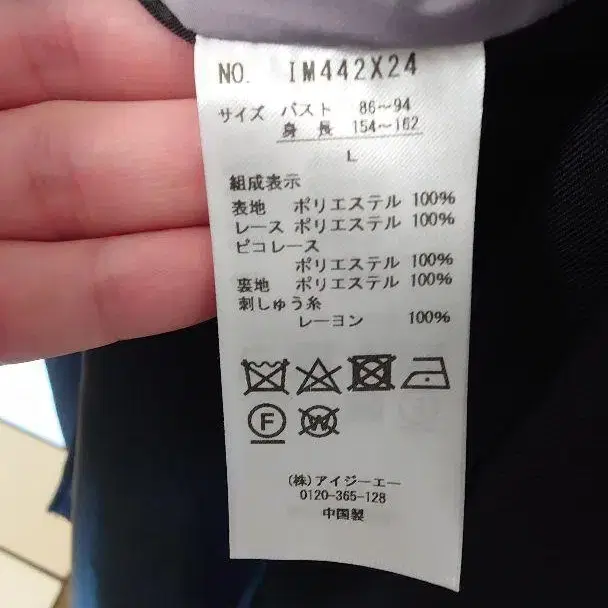 NO. IM442X24
サイズ バスト 86〜94
身長 154〜162
L
組成表示
表地 ポリエステル 100%
レース ポリエステル 100%
ピコレース
ポリエステル 100%
裏地 ポリエステル 100%
刺しゅう糸
レーヨン 100%
F W
(株)アイジーエー
0120-365-128
中国製